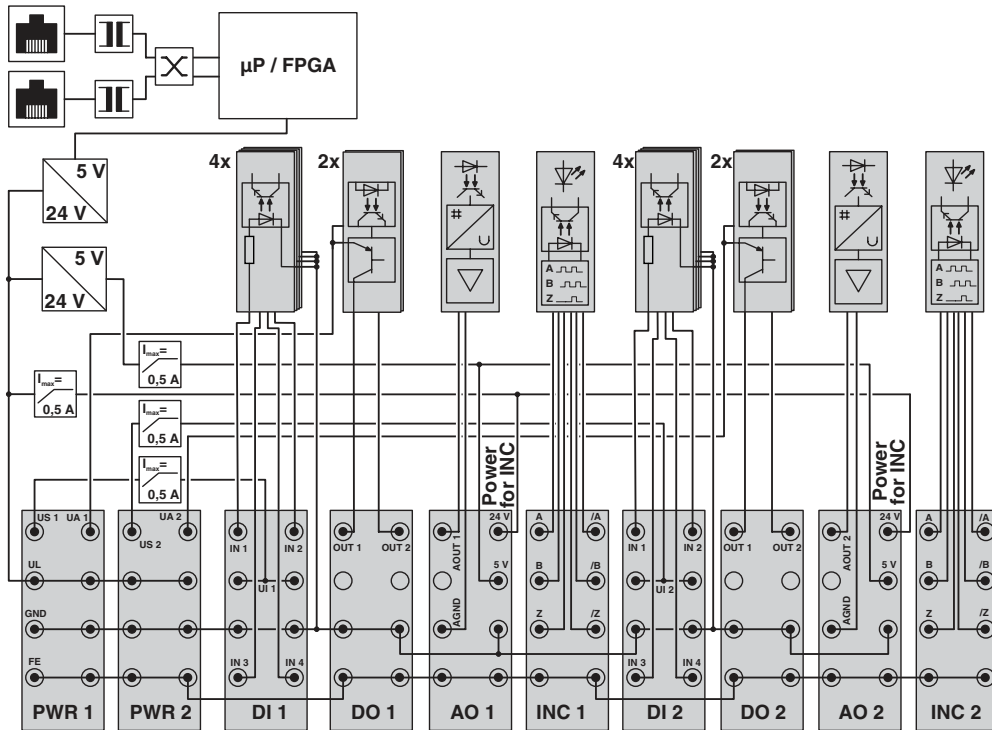 µP / FPGA
5 V
24 V
4x
2x
4x
2x
5 V
24 V
#
U
A
B
Z
#
U
A
B
Z
Imax=
0,5 A
Imax=
0,5 A
Imax=
0,5 A
Imax=
0,5 A
Power
for INC
Power
for INC
US 1 UA 1
US 2
UA 2
IN 1
IN 2
OUT 1
OUT 2
AOUT 1
24 V
A
/A
IN 1
IN 2
OUT 1
OUT 2
AOUT 2
24 V
A
/A
UL
UI 1
5 V
B
/B
UI 2
5 V
B
/B
GND
AGND
Z
/Z
AGND
Z
/Z
FE
IN 3
IN 4
IN 3
IN 4
PWR 1
PWR 2
DI 1
DO 1
AO 1
INC 1
DI 2
DO 2
AO 2
INC 2